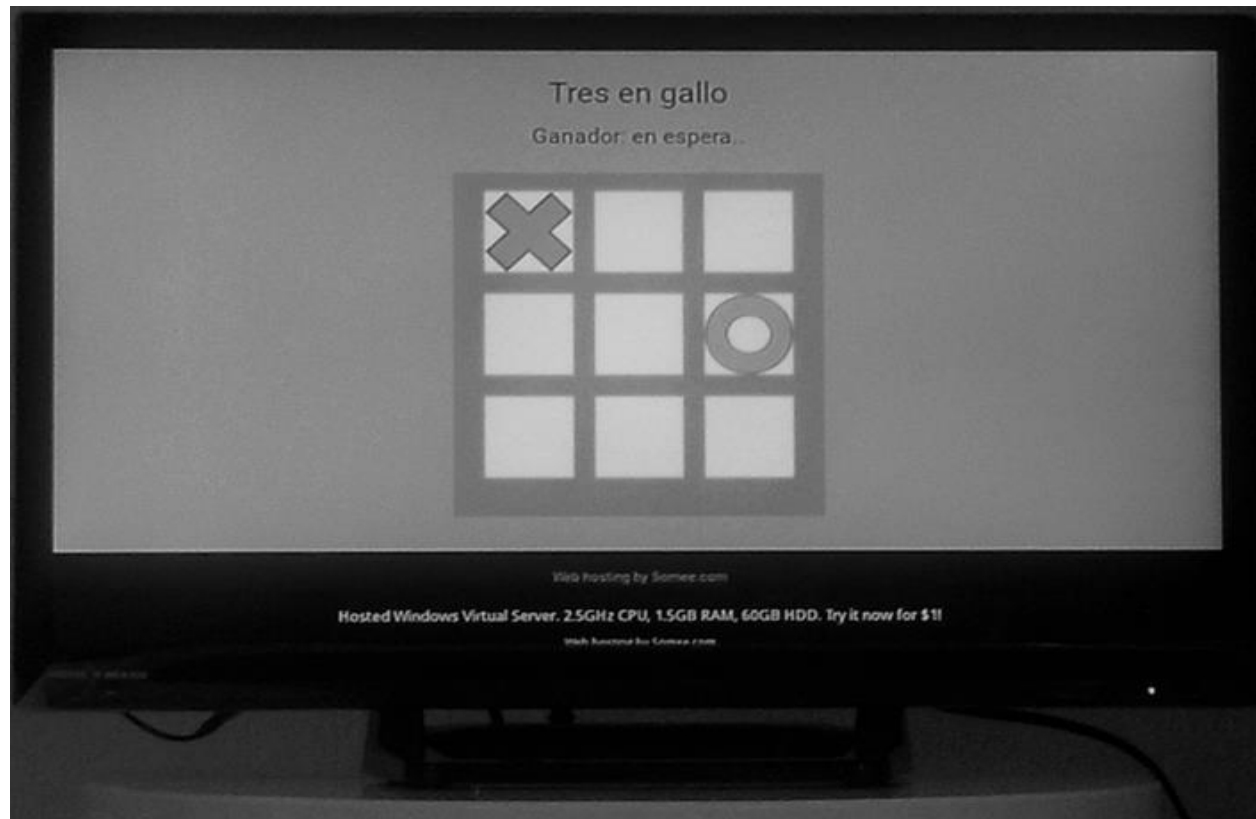 Tres en gallo
Ganador: en espera..
Web hosting by Somee.com
Hosted Windows Virtual Server. 2.5GHz CPU, 1.5GB RAM, 60GB HDD. Try it now for $1!
Web hosting by Somee.com